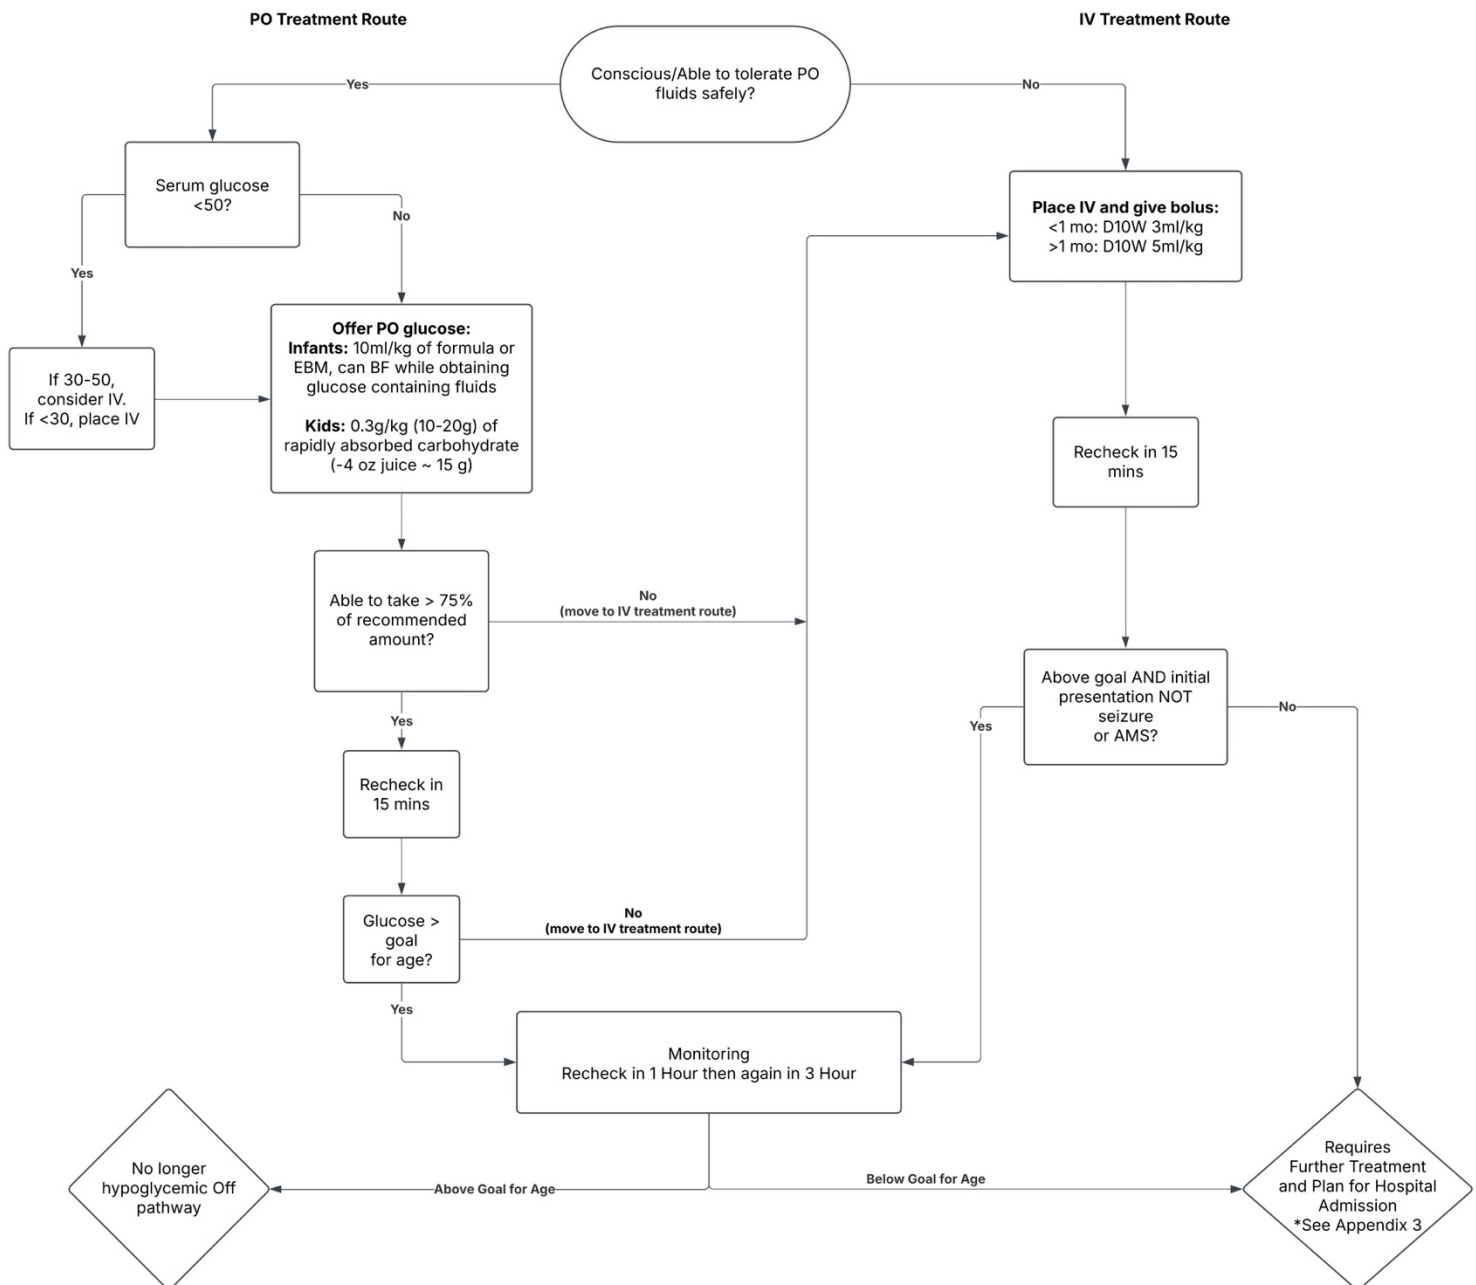 PO Treatment Route
IV Treatment Route
Conscious/Able to tolerate PO
fluids safely?
Yes
No
Serum glucose
<50?
Yes
No
Place IV and give bolus:
<1 mo: D10W 3ml/kg
>1 mo: D10W 5ml/kg
If 30-50,
consider IV.
If <30, place IV
Offer PO glucose:
Infants: 10ml/kg of formula or
EBM, can BF while obtaining
glucose containing fluids
Kids: 0.3g/kg (10-20g) of
rapidly absorbed carbohydrate
(-4 oz juice ~ 15 g)
Recheck in 15
mins
Able to take > 75%
of recommended
amount?
No
(move to IV treatment route)
Yes
Above goal AND initial
presentation NOT
seizure
or AMS?
Yes
No
Recheck in
15 mins
Glucose >
goal
for age?
No
(move to IV treatment route)
Yes
Monitoring
Recheck in 1 Hour then again in 3 Hour
Above Goal for Age
Below Goal for Age
No longer
hypoglycemic Off
pathway
Requires
Further Treatment
and Plan for Hospital
Admission
*See Appendix 3